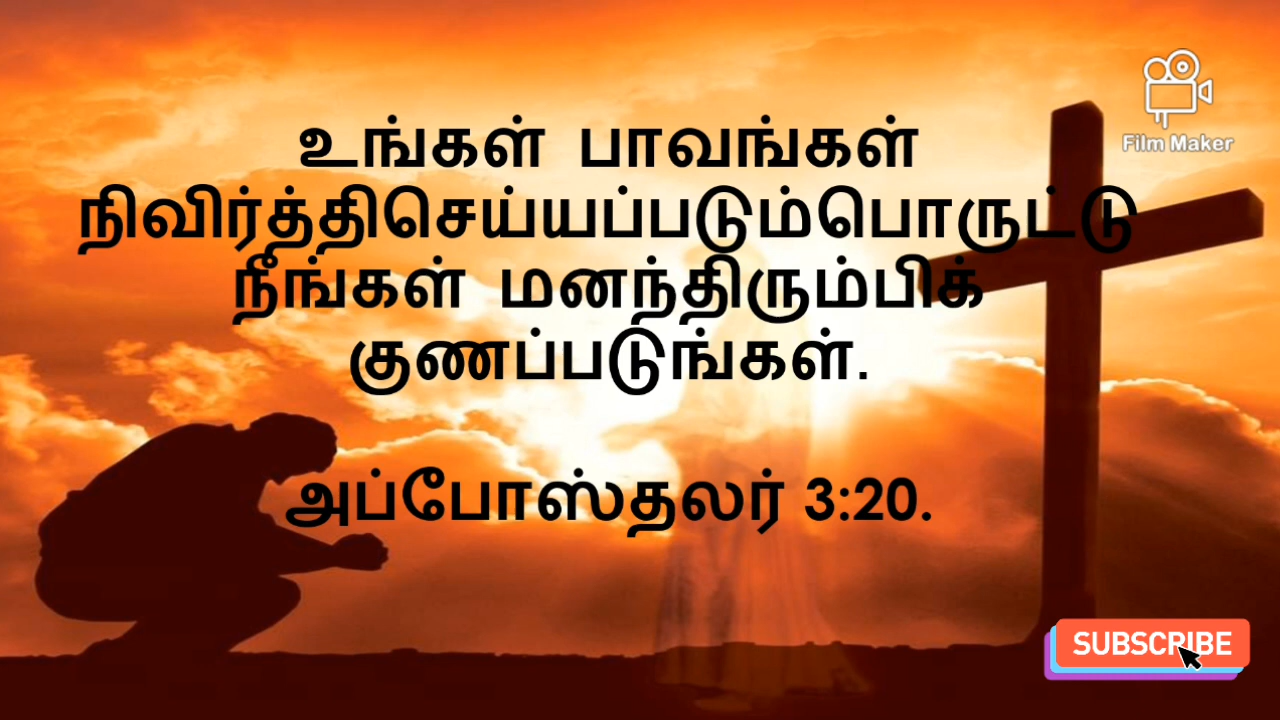 Film Maker
உங்கள் பாவங்கள்
நிவிர்த்திசெய்யப்படும்பொருட்டு
நீங்கள் மனந்திரும்பிக்
குணப்படுங்கள்.
அப்போஸ்தலர் 3:20.
SUBSCRIBE